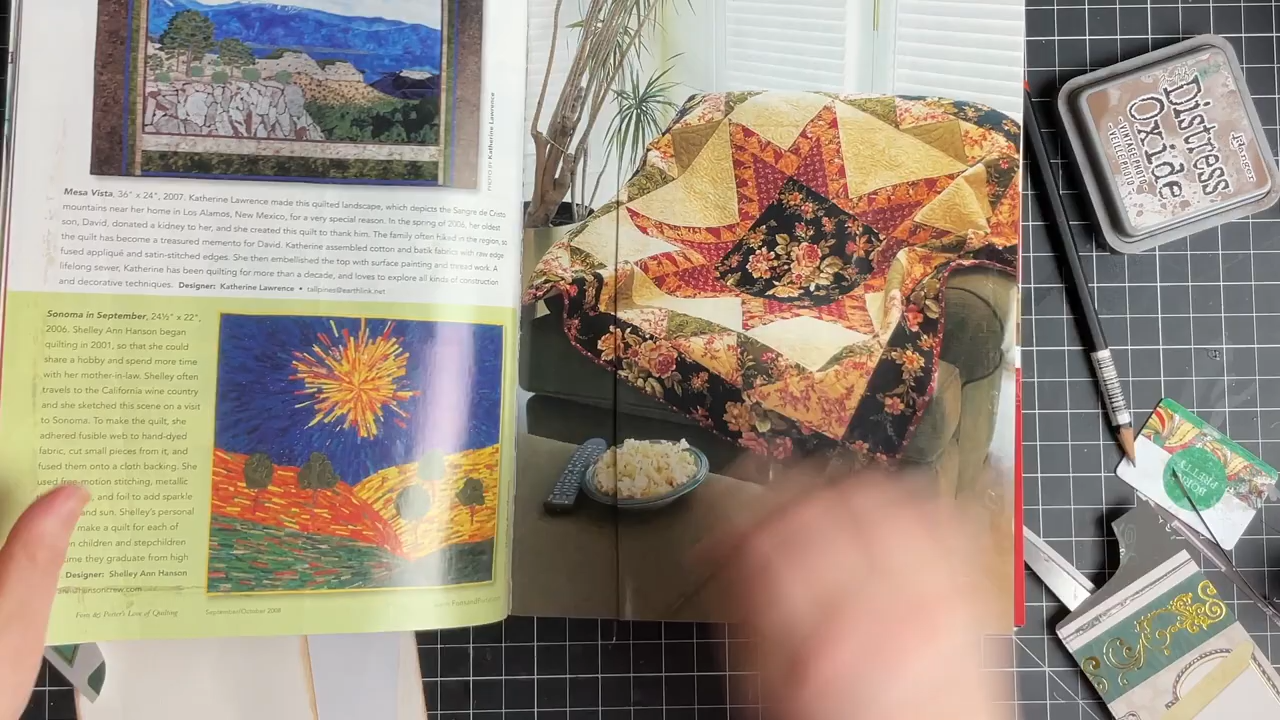 PHOTO BY Katherine Lawrence
Mesa Vista, 36" x 24", 2007. Katherine Lawrence made this quilted landscape, which depicts the Sangre de Cristo
mountains near her home in Los Alamos, New Mexico, for a very special reason. In the spring of 2006, her oldest
son, David, donated a kidney to her, and she created this quilt to thank him. The family often hiked in the region, so
the quilt has become a treasured memento for David. Katherine assembled cotton and batik fabrics with raw edge
fused appliqué and satin-stitched edges. She then embellished the top with surface painting and thread work. A
lifelong sewer, Katherine has been quilting for more than a decade, and loves to explore all kinds of construction
and decorative techniques. Designer: Katherine Lawrence • tallpines@earthlink.net
Sonoma in September, 24½" x 22",
2006. Shelley Ann Hanson began
quilting in 2001, so that she could
share a hobby and spend more time
with her mother-in-law. Shelley often
travels to the California wine country
and she sketched this scene on a visit
to Sonoma. To make the quilt, she
adhered fusible web to hand-dyed
fabric, cut small pieces from it, and
fused them onto a cloth backing. She
used free-motion stitching, metallic
and foil to add sparkle
and sun. Shelley's personal
make a quilt for each of
children and stepchildren
time they graduate from high
Designer: Shelley Ann Hanson
Fons & Porter's Love of Quilting
September/October 2008
Distress
Oxide
Ranger
VINTAGE PHOTO
BORN
PRETTY